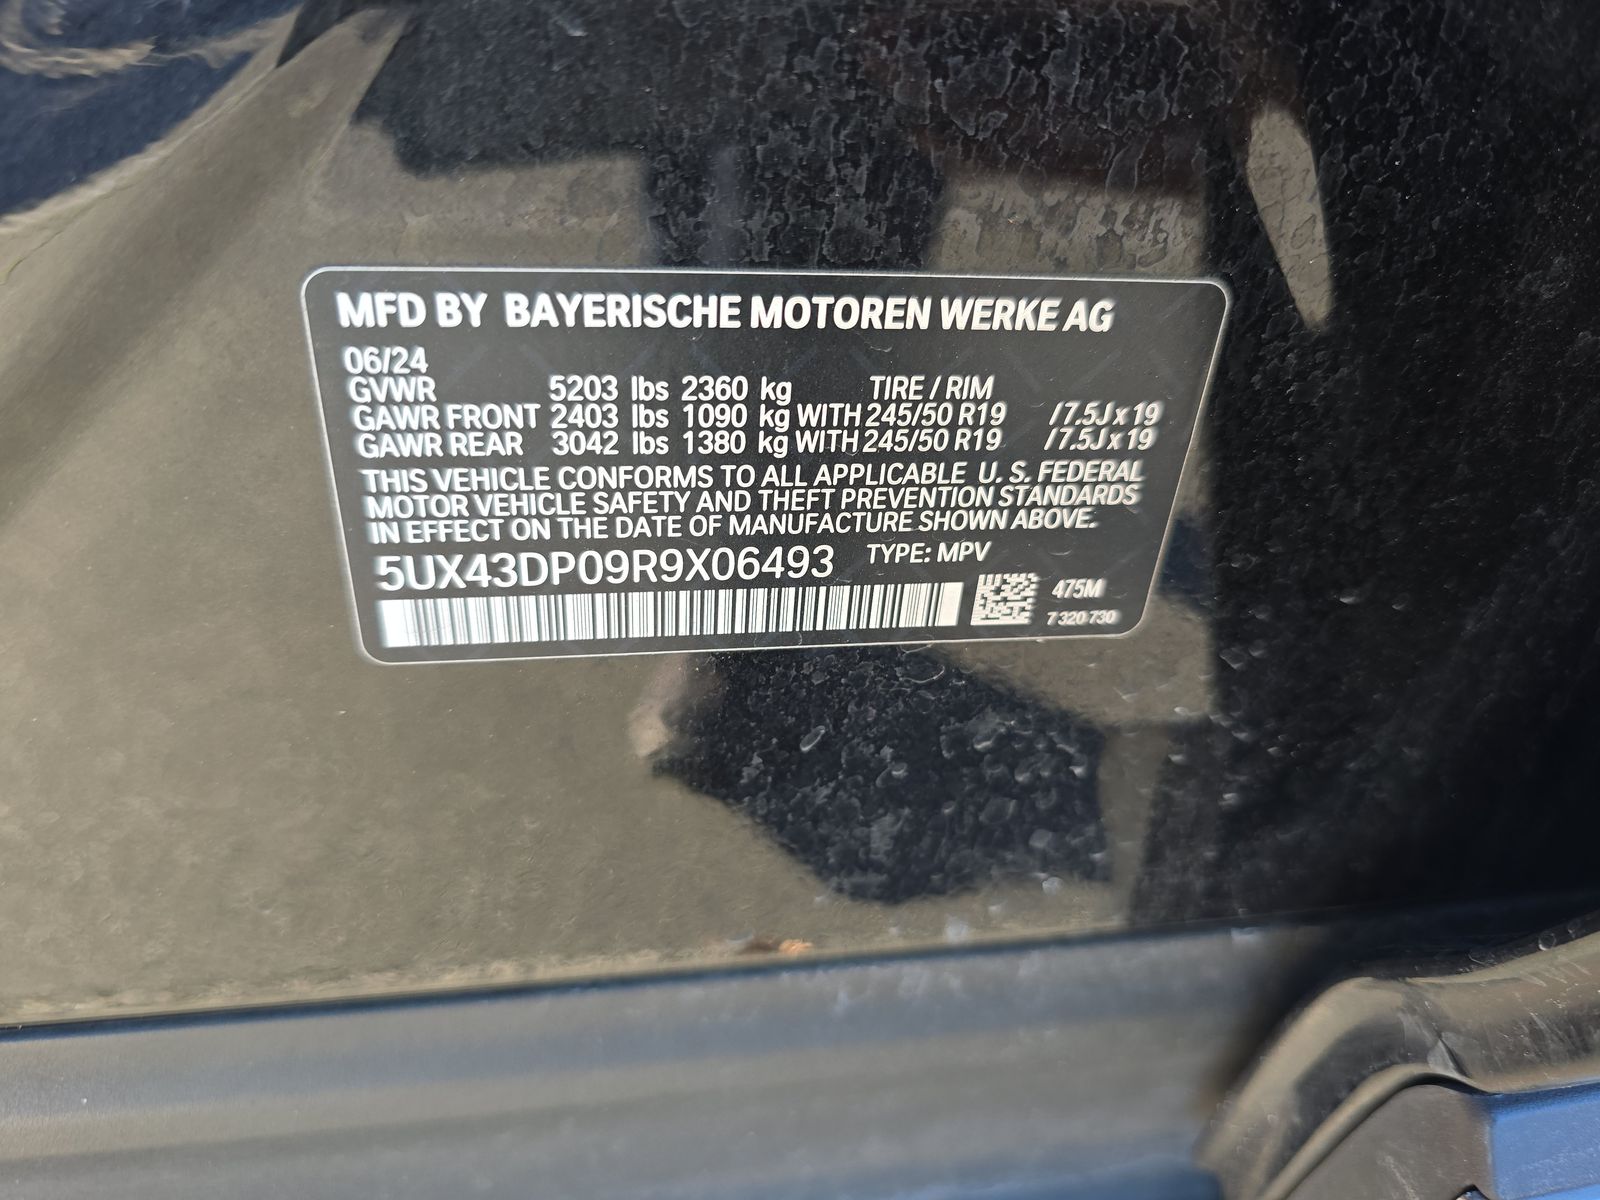 MFD BY BAYERISCHE MOTOREN WERKE AG
06/24
GVWR 5203 lbs 2360 kg TIRE / RIM
GAWR FRONT 2403 lbs 1090 kg WITH 245/50 R19 / 7.5J x 19
GAWR REAR 3042 lbs 1380 kg WITH 245/50 R19 / 7.5J x 19
THIS VEHICLE CONFORMS TO ALL APPLICABLE U. S. FEDERAL
MOTOR VEHICLE SAFETY AND THEFT PREVENTION STANDARDS
IN EFFECT ON THE DATE OF MANUFACTURE SHOWN ABOVE.
5UX43DP09R9X06493 TYPE: MPV
475M
7 320 730